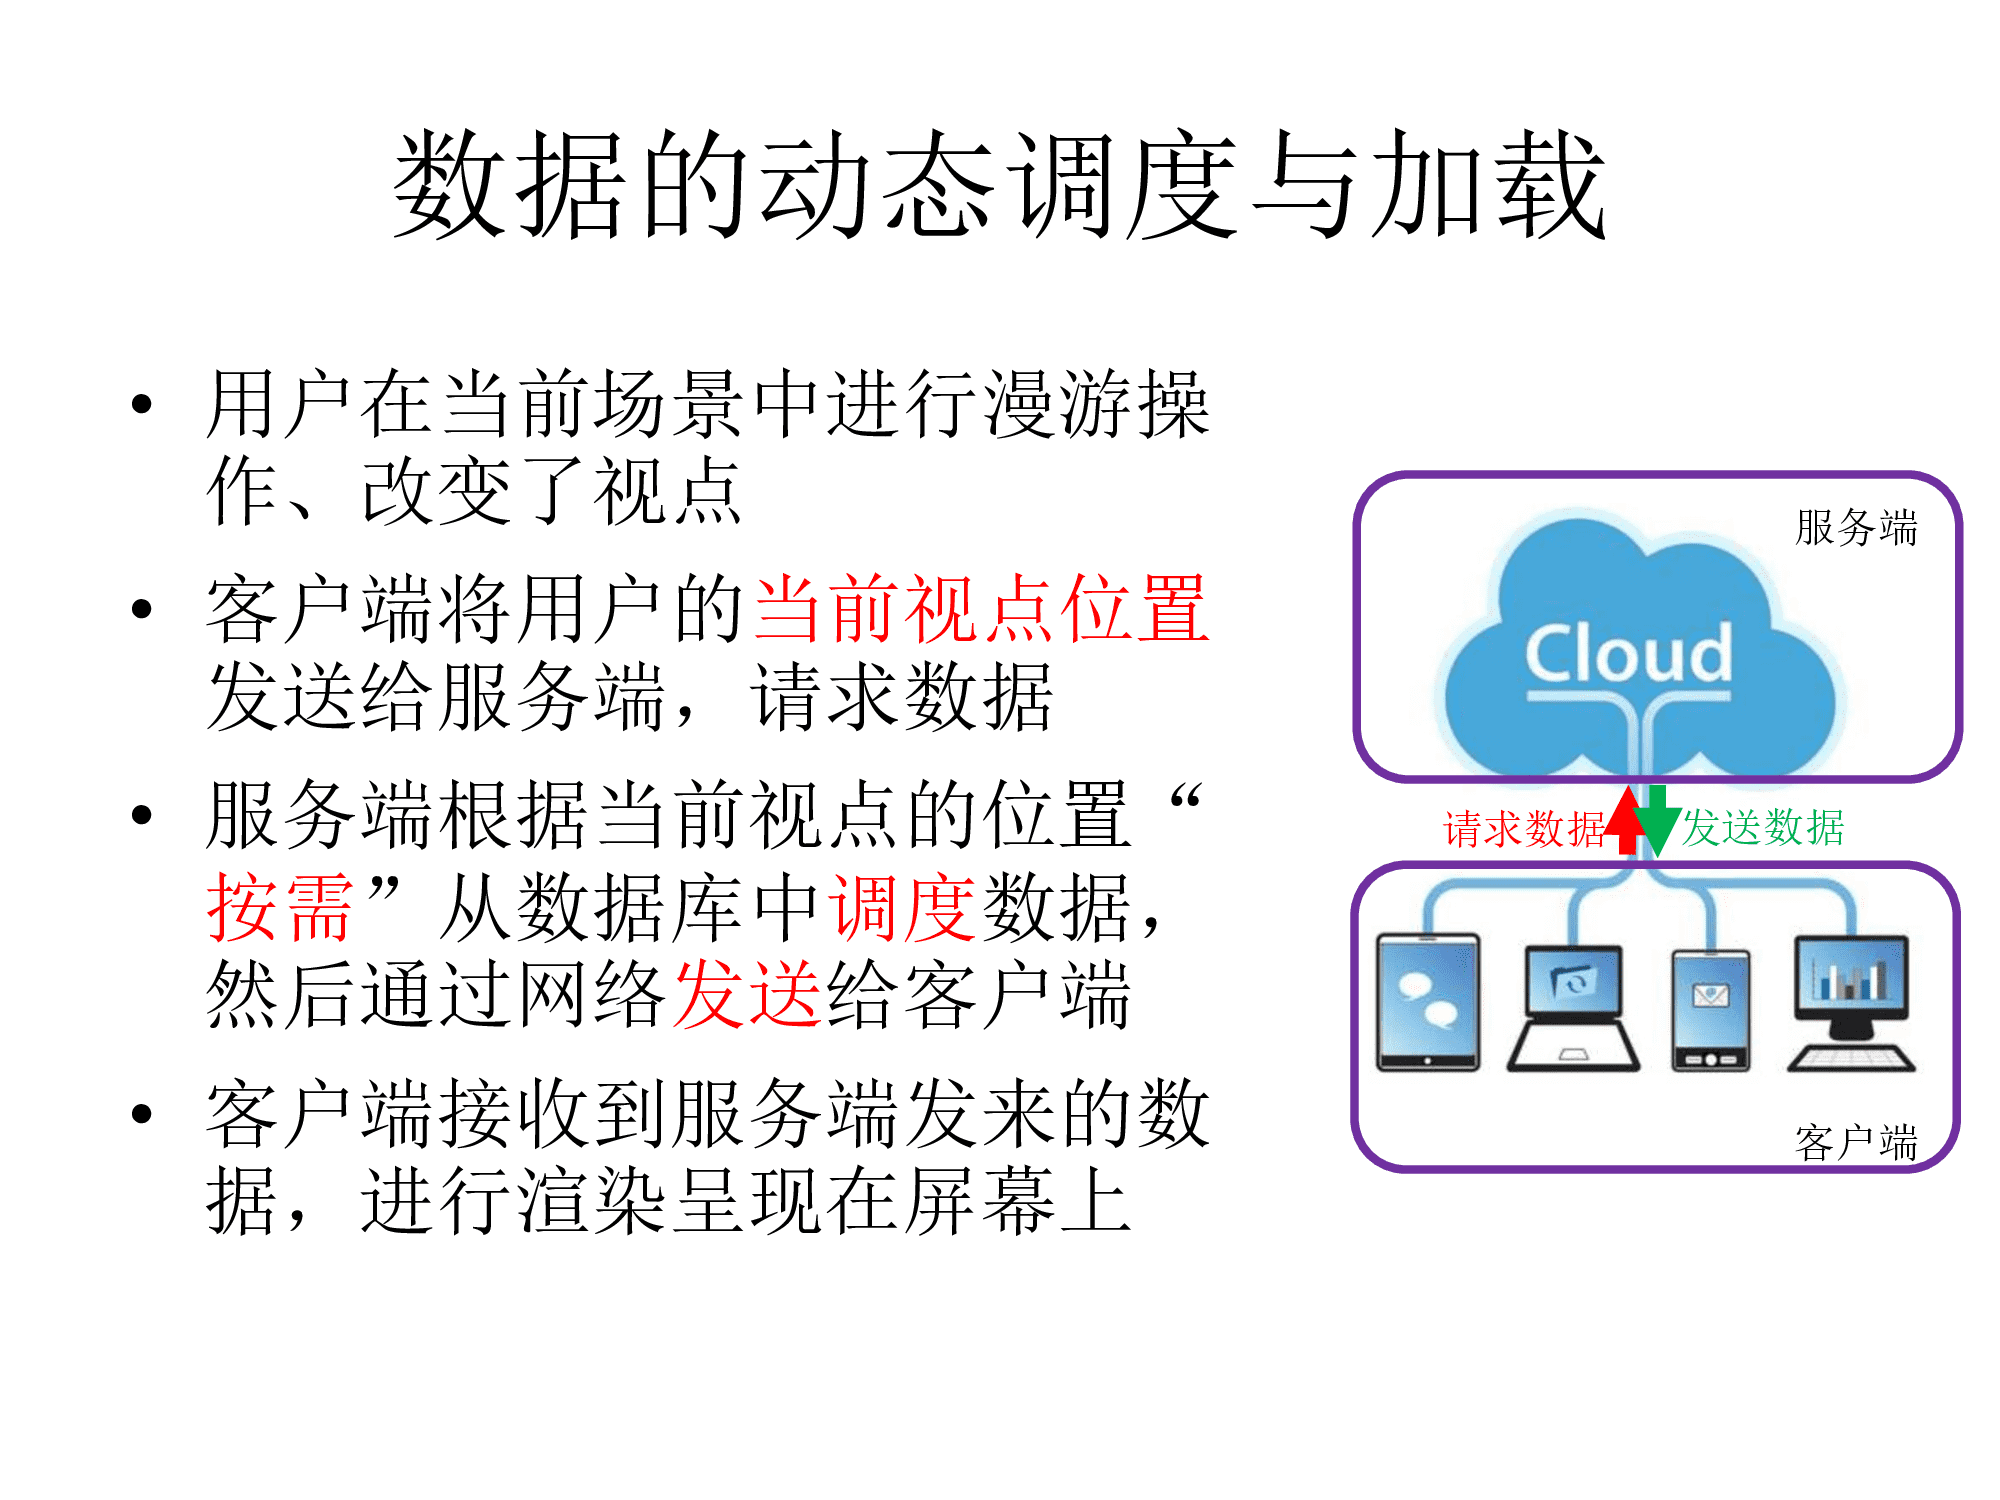 数据的动态调度与加载
• 用户在当前场景中进行漫游操
作、改变了视点
• 客户端将用户的当前视点位置
发送给服务端，请求数据
• 服务端根据当前视点的位置“
按需”从数据库中调度数据，
然后通过网络发送给客户端
• 客户端接收到服务端发来的数
据，进行渲染呈现在屏幕上
服务端
Cloud
请求数据
发送数据
客户端